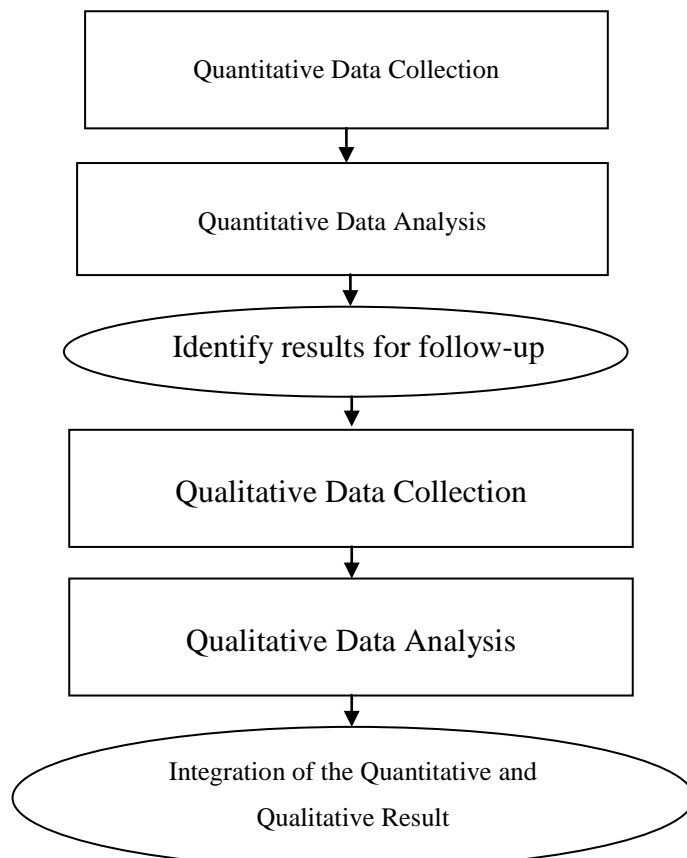 Quantitative Data Collection
Quantitative Data Analysis
Identify results for follow-up
Qualitative Data Collection
Qualitative Data Analysis
Integration of the Quantitative and
Qualitative Result